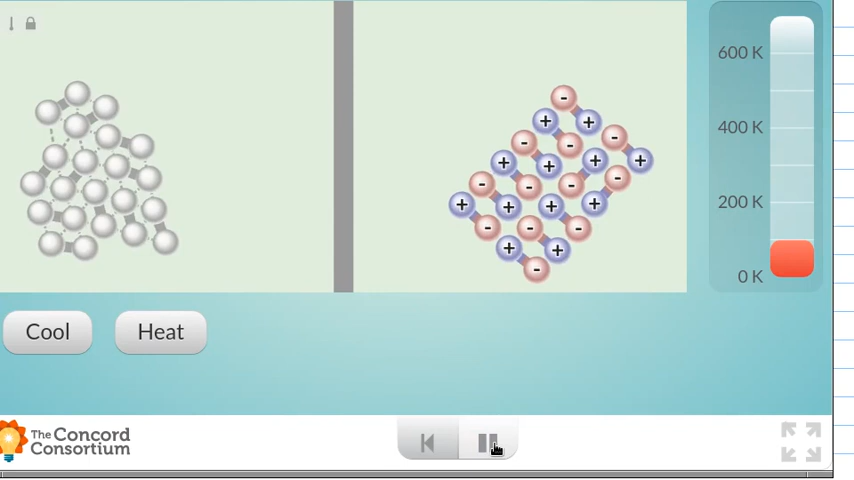 600 K
400 K
200 K
0 K
Cool
Heat
The Concord
Consortium